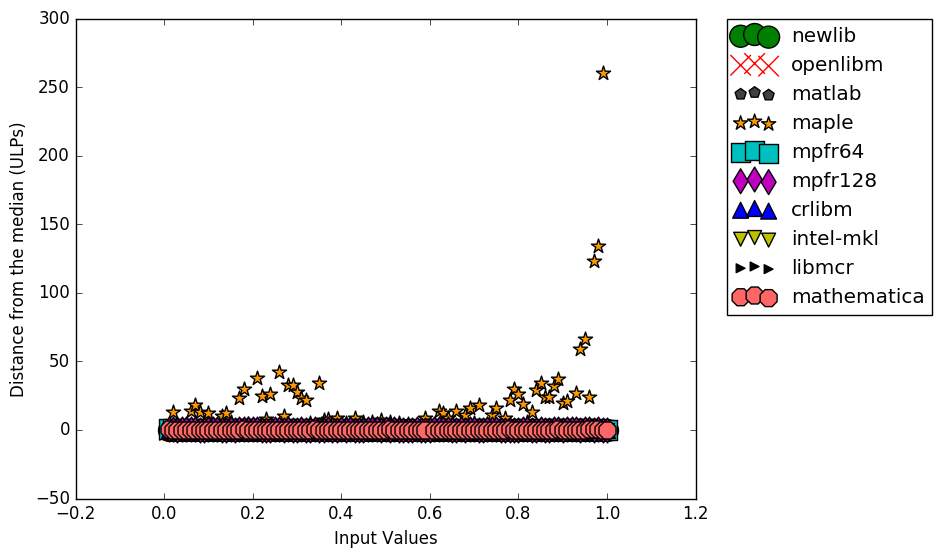 300
250
200
150
100
50
0
−50
Distance from the median (ULPs)
−0.2
0.0
0.2
0.4
0.6
0.8
1.0
1.2
Input Values
newlib
openlibm
matlab
maple
mpfr64
mpfr128
crlibm
intel-mkl
libmcr
mathematica